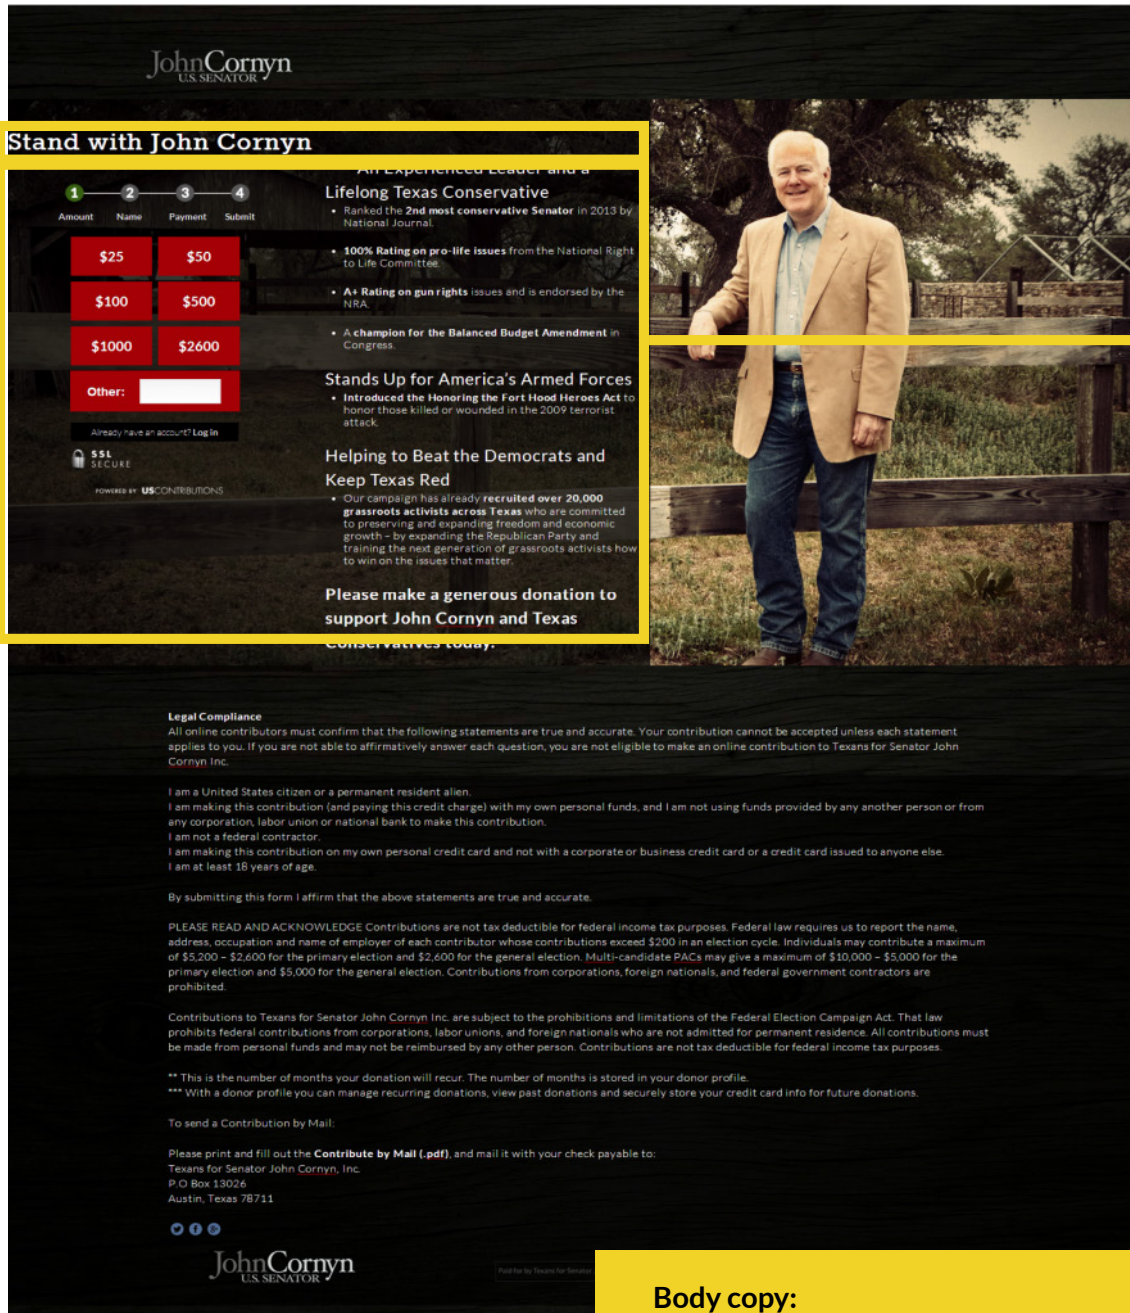 JohnCornyn
U.S. SENATOR
Stand with John Cornyn
1 2 3 4
Amount Name Payment Submit
$25 $50
$100 $500
$1000 $2600
Other:
Already have an account? Log in
SSL
SECURE
POWERED BY USCONTRIBUTIONS
An Experienced Leader and a
Lifelong Texas Conservative
• Ranked the 2nd most conservative Senator in 2013 by
National Journal.
• 100% Rating on pro-life issues from the National Right
to Life Committee.
• A+ Rating on gun rights issues and is endorsed by the
NRA.
• A champion for the Balanced Budget Amendment in
Congress.
Stands Up for America's Armed Forces
• Introduced the Honoring the Fort Hood Heroes Act to
honor those killed or wounded in the 2009 terrorist
attack.
Helping to Beat the Democrats and
Keep Texas Red
• Our campaign has already recruited over 20,000
grassroots activists across Texas who are committed
to preserving and expanding freedom and economic
growth – by expanding the Republican Party and
training the next generation of grassroots activists how
to win on the issues that matter.
Please make a generous donation to
support John Cornyn and Texas
Conservatives today.
Legal Compliance
All online contributors must confirm that the following statements are true and accurate. Your contribution cannot be accepted unless each statement
applies to you. If you are not able to affirmatively answer each question, you are not eligible to make an online contribution to Texans for Senator John
Cornyn Inc.
I am a United States citizen or a permanent resident alien.
I am making this contribution (and paying this credit charge) with my own personal funds, and I am not using funds provided by any another person or from
any corporation, labor union or national bank to make this contribution.
I am not a federal contractor.
I am making this contribution on my own personal credit card and not with a corporate or business credit card or a credit card issued to anyone else.
I am at least 18 years of age.
By submitting this form I affirm that the above statements are true and accurate.
PLEASE READ AND ACKNOWLEDGE Contributions are not tax deductible for federal income tax purposes. Federal law requires us to report the name,
address, occupation and name of employer of each contributor whose contributions exceed $200 in an election cycle. Individuals may contribute a maximum
of $5,200 – $2,600 for the primary election and $2,600 for the general election. Multi-candidate PACs may give a maximum of $10,000 – $5,000 for the
primary election and $5,000 for the general election. Contributions from corporations, foreign nationals, and federal government contractors are
prohibited.
Contributions to Texans for Senator John Cornyn Inc. are subject to the prohibitions and limitations of the Federal Election Campaign Act. That law
prohibits federal contributions from corporations, labor unions, and foreign nationals who are not admitted for permanent residence. All contributions must
be made from personal funds and may not be reimbursed by any other person. Contributions are not tax deductible for federal income tax purposes.
** This is the number of months your donation will recur. The number of months is stored in your donor profile.
*** With a donor profile you can manage recurring donations, view past donations and securely store your credit card info for future donations.
To send a Contribution by Mail:
Please print and fill out the Contribute by Mail (.pdf), and mail it with your check payable to:
Texans for Senator John Cornyn, Inc.
P.O Box 13026
Austin, Texas 78711
JohnCornyn
U.S. SENATOR
Paid for by Texans for Senator
Body copy: